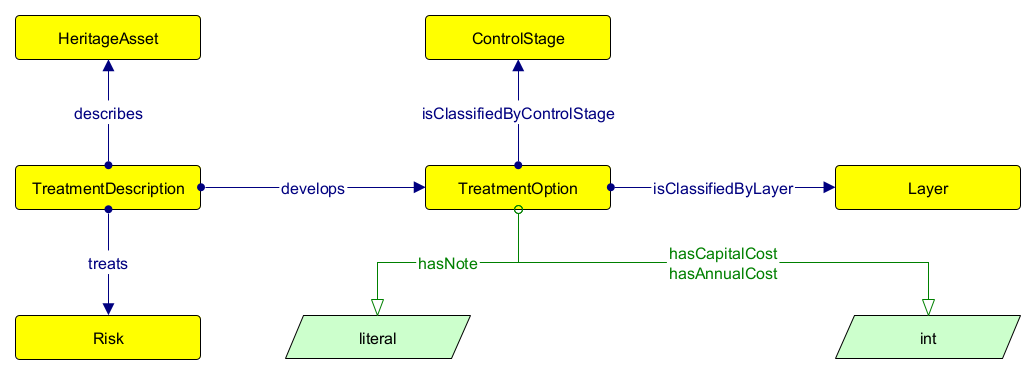 HeritageAsset
ControlStage
describes
isClassifiedByControlStage
TreatmentDescription
develops
TreatmentOption
isClassifiedByLayer
Layer
treats
hasNote
hasCapitalCost
hasAnnualCost
Risk
literal
int